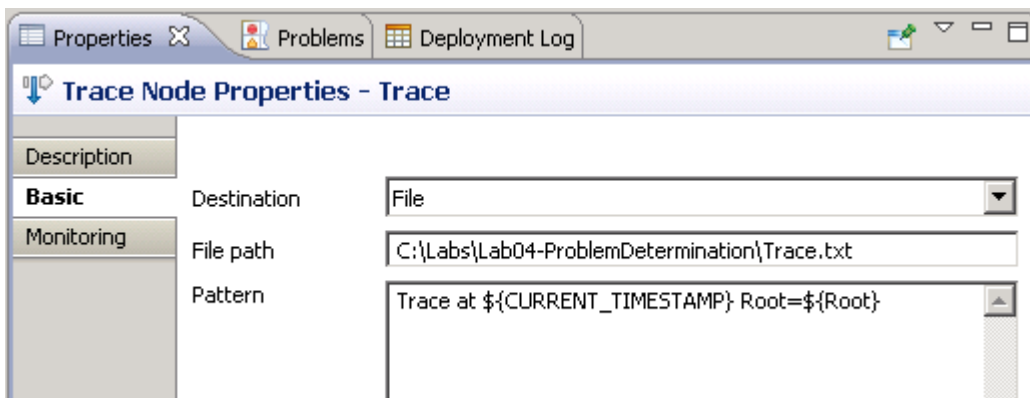 Properties Problems Deployment Log
Trace Node Properties - Trace
Description
Basic
Destination File
Monitoring
File path C:\Labs\Lab04-ProblemDetermination\Trace.txt
Pattern Trace at ${CURRENT_TIMESTAMP} Root=${Root}